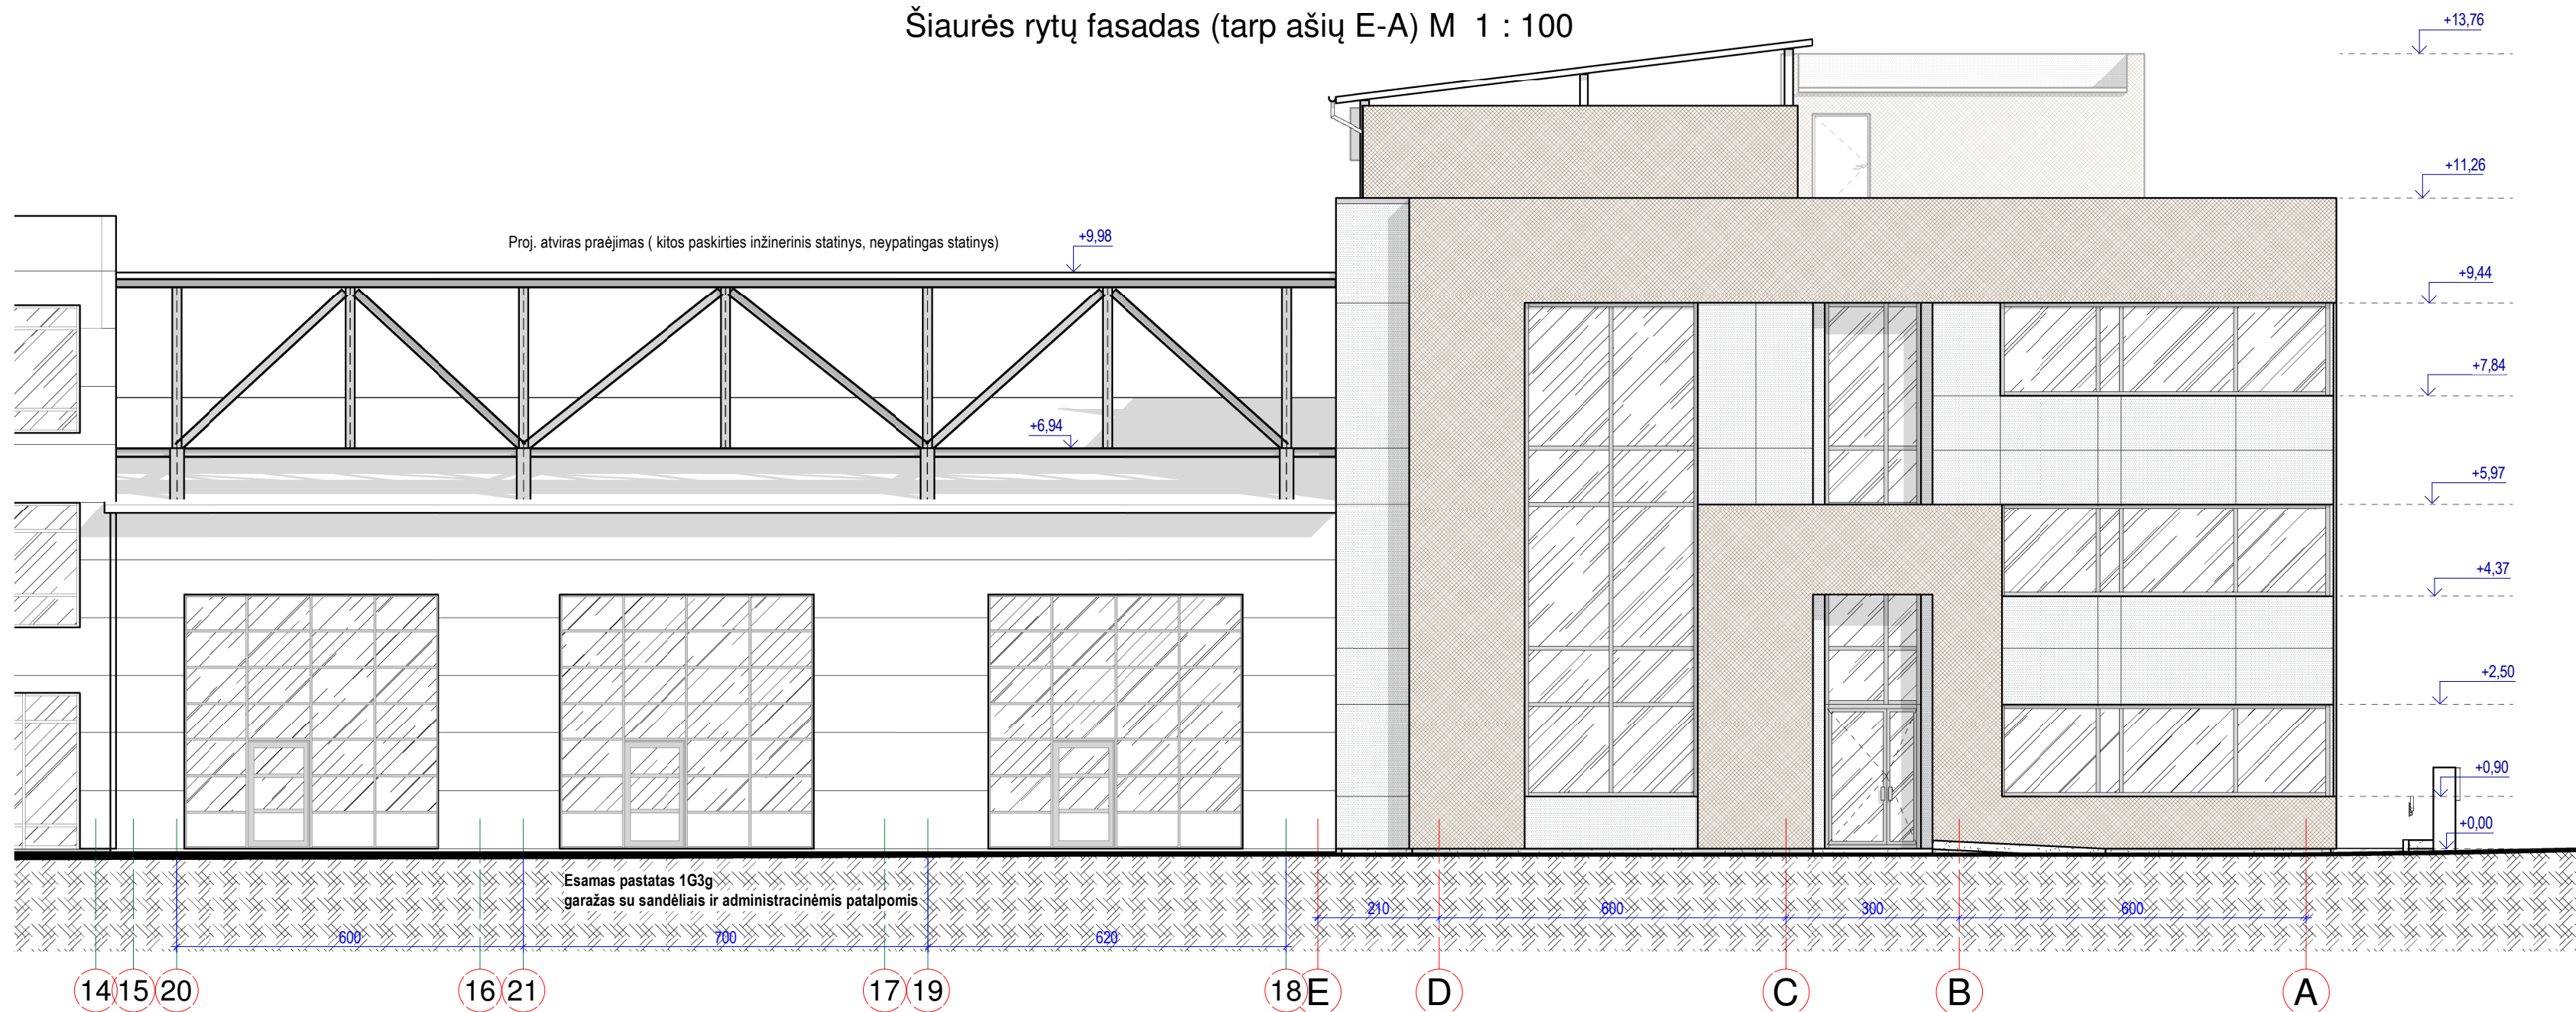 Šiaurės rytų fasadas (tarp ašių E-A) M 1 : 100
+13,76
+11,26
Proj. atviras praėjimas ( kitos paskirties inžinerinis statinys, neypatingas statinys)
+9,98
+9,44
+7,84
+6,94
+5,97
+4,37
+2,50
+0,90
+0,00
Esamas pastatas 1G3g
garažas su sandėliais ir administracinėmis patalpomis
210
600
300
600
600
700
620
14
15
20
16
21
17
19
18
E
D
C
B
A